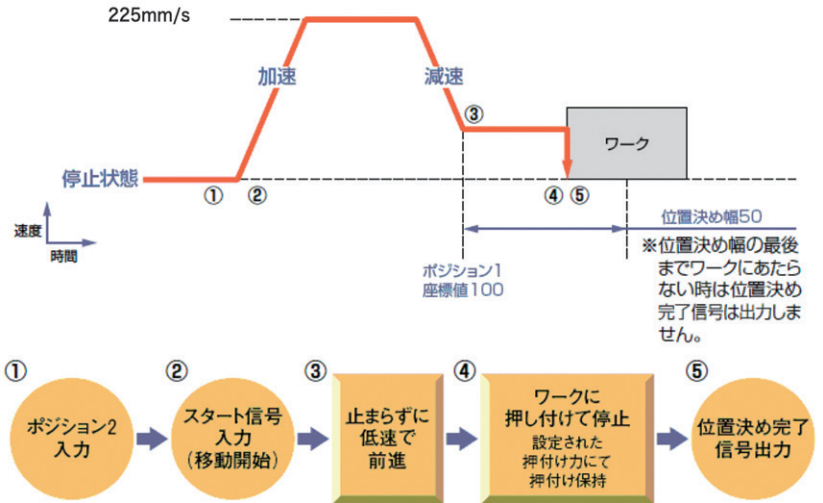 225mm/s
加速
減速
③
ワーク
停止状態
① ②
④ ⑤
速度
時間
位置決め幅50
ポジション1
座標値100
※位置決め幅の最後
までワークにあたら
ない時は位置決め
完了信号は出力しま
せん。
①
ポジション2
入力
②
スタート信号
入力
(移動開始)
③
止まらずに
低速で
前進
④
ワークに
押し付けて停止
設定された
押付け力にて
押付け保持
⑤
位置決め完了
信号出力